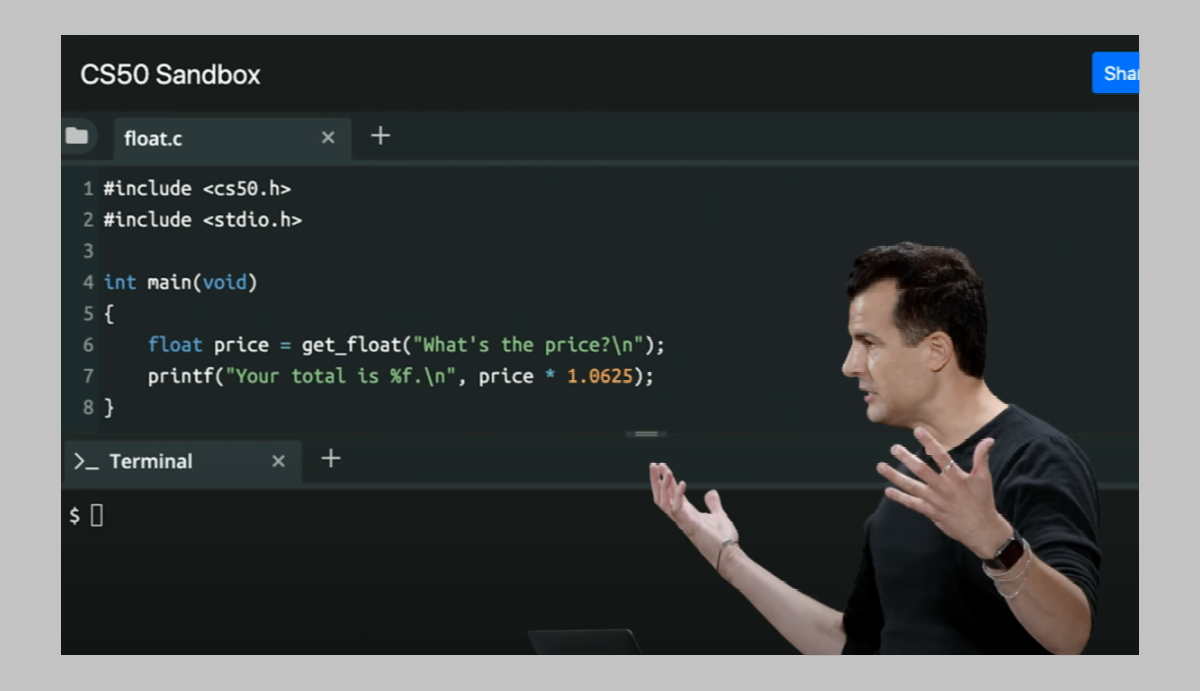 CS50 Sandbox
float.c
1 #include <cs50.h>
2 #include <stdio.h>
3
4 int main(void)
5 {
6     float price = get_float("What's the price?\n");
7     printf("Your total is %f.\n", price * 1.0625);
8 }
>_ Terminal
$